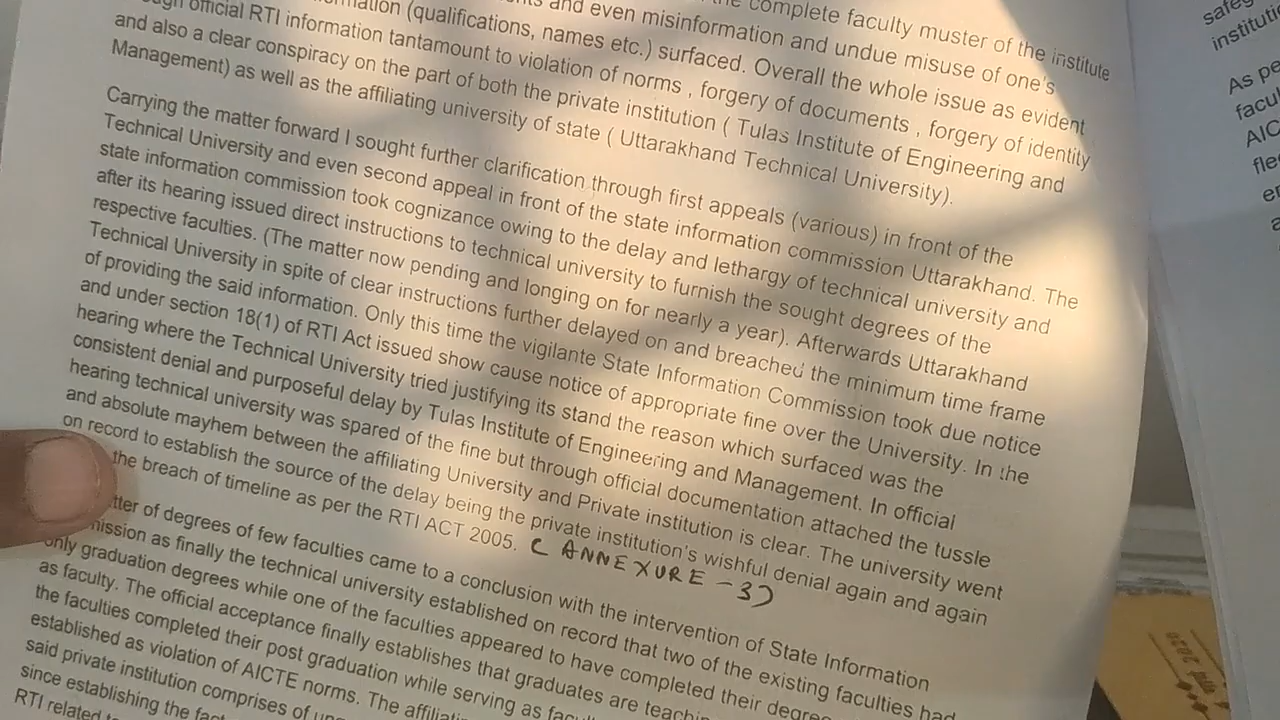 the complete faculty muster of the institute
and even misinformation and undue misuse of one's
(qualifications, names etc.) surfaced. Overall the whole issue as evident
official RTI information tantamount to violation of norms , forgery of documents , forgery of identity
and also a clear conspiracy on the part of both the private institution ( Tulas Institute of Engineering and
Management) as well as the affiliating university of state ( Uttarakhand Technical University).
Carrying the matter forward I sought further clarification through first appeals (various) in front of the
Technical University and even second appeal in front of the state information commission Uttarakhand. The
state information commission took cognizance owing to the delay and lethargy of technical university and
after its hearing issued direct instructions to technical university to furnish the sought degrees of the
respective faculties. (The matter now pending and longing on for nearly a year). Afterwards Uttarakhand
Technical University in spite of clear instructions further delayed on and breached the minimum time frame
of providing the said information. Only this time the vigilante State Information Commission took due notice
and under section 18(1) of RTI Act issued show cause notice of appropriate fine over the University. In the
hearing where the Technical University tried justifying its stand the reason which surfaced was the
consistent denial and purposeful delay by Tulas Institute of Engineering and Management. In official
hearing technical university was spared of the fine but through official documentation attached the tussle
and absolute mayhem between the affiliating University and Private institution is clear. The university went
on record to establish the source of the delay being the private institution's wishful denial again and again
the breach of timeline as per the RTI ACT 2005. ( ANNEXURE -3)
of degrees of few faculties came to a conclusion with the intervention of State Information
as finally the technical university established on record that two of the existing faculties had
only graduation degrees while one of the faculties appeared to have completed their
as faculty. The official acceptance finally establishes that graduates are
the faculties completed their post graduation while serving as
established as violation of AICTE norms. The
said private institution comprises of
since establishing the
RTI related
As